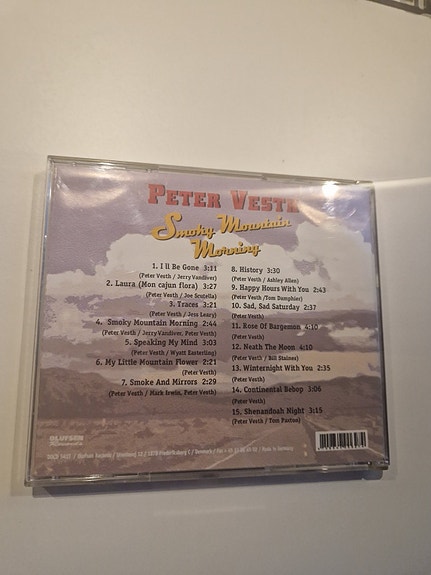 PETER VESTH
Smoky Mountain
Morning
1. I ll Be Gone 3:11
(Peter Vesth / Jerry Vandiver)
2. Laura (Mon cajun flora) 3:27
(Peter Vesth / Joe Scutella)
3. Traces 3:21
(Peter Vesth / Jess Leary)
4. Smoky Mountain Morning 2:44
(Peter Vesth / Jerry Vandiver, Peter Vesth)
5. Speaking My Mind 3:03
(Peter Vesth / Wyatt Easterling)
6. My Little Mountain Flower 2:21
(Peter Vesth)
7. Smoke And Mirrors 2:29
(Peter Vesth / Mark Irwin, Peter Vesth)
8. History 3:30
(Peter Vesth / Ashley Allen)
9. Happy Hours With You 2:43
(Peter Vesth /Tom Damphier)
10. Sad, Sad Saturday 2:37
(Peter Vesth)
11. Rose Of Bargemon 4:10
(Peter Vesth)
12. Neath The Moon 4:10
(Peter Vesth / Bill Staines)
13. Winternight With You 2:35
(Peter Vesth)
14. Continental Bebop 3:06
(Peter Vesth)
15. Shenandoah Night 3:15
(Peter Vesth / Tom Paxton)
/ Denmark / Made in Germany